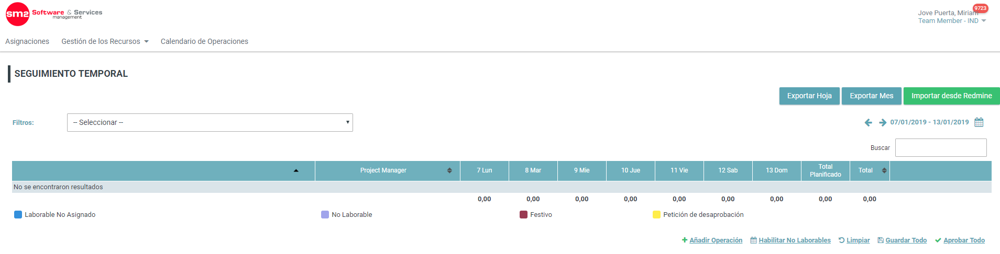 sm2 Software & Services
management
9723
Jove Puerta, Miriam
Team Member - IND
Asignaciones Gestión de los Recursos Calendario de Operaciones
SEGUIMIENTO TEMPORAL
Exportar Hoja Exportar Mes Importar desde Redmine
Filtros: -- Seleccionar -- 07/01/2019 - 13/01/2019
Buscar
Project Manager 7 Lun 8 Mar 9 Mie 10 Jue 11 Vie 12 Sab 13 Dom Total Planificado Total
No se encontraron resultados
0,00 0,00 0,00 0,00 0,00 0,00 0,00 0,00 0,00
Laborable No Asignado No Laborable Festivo Petición de desaprobación
Añadir Operación Habilitar No Laborables Limpiar Guardar Todo Aprobar Todo